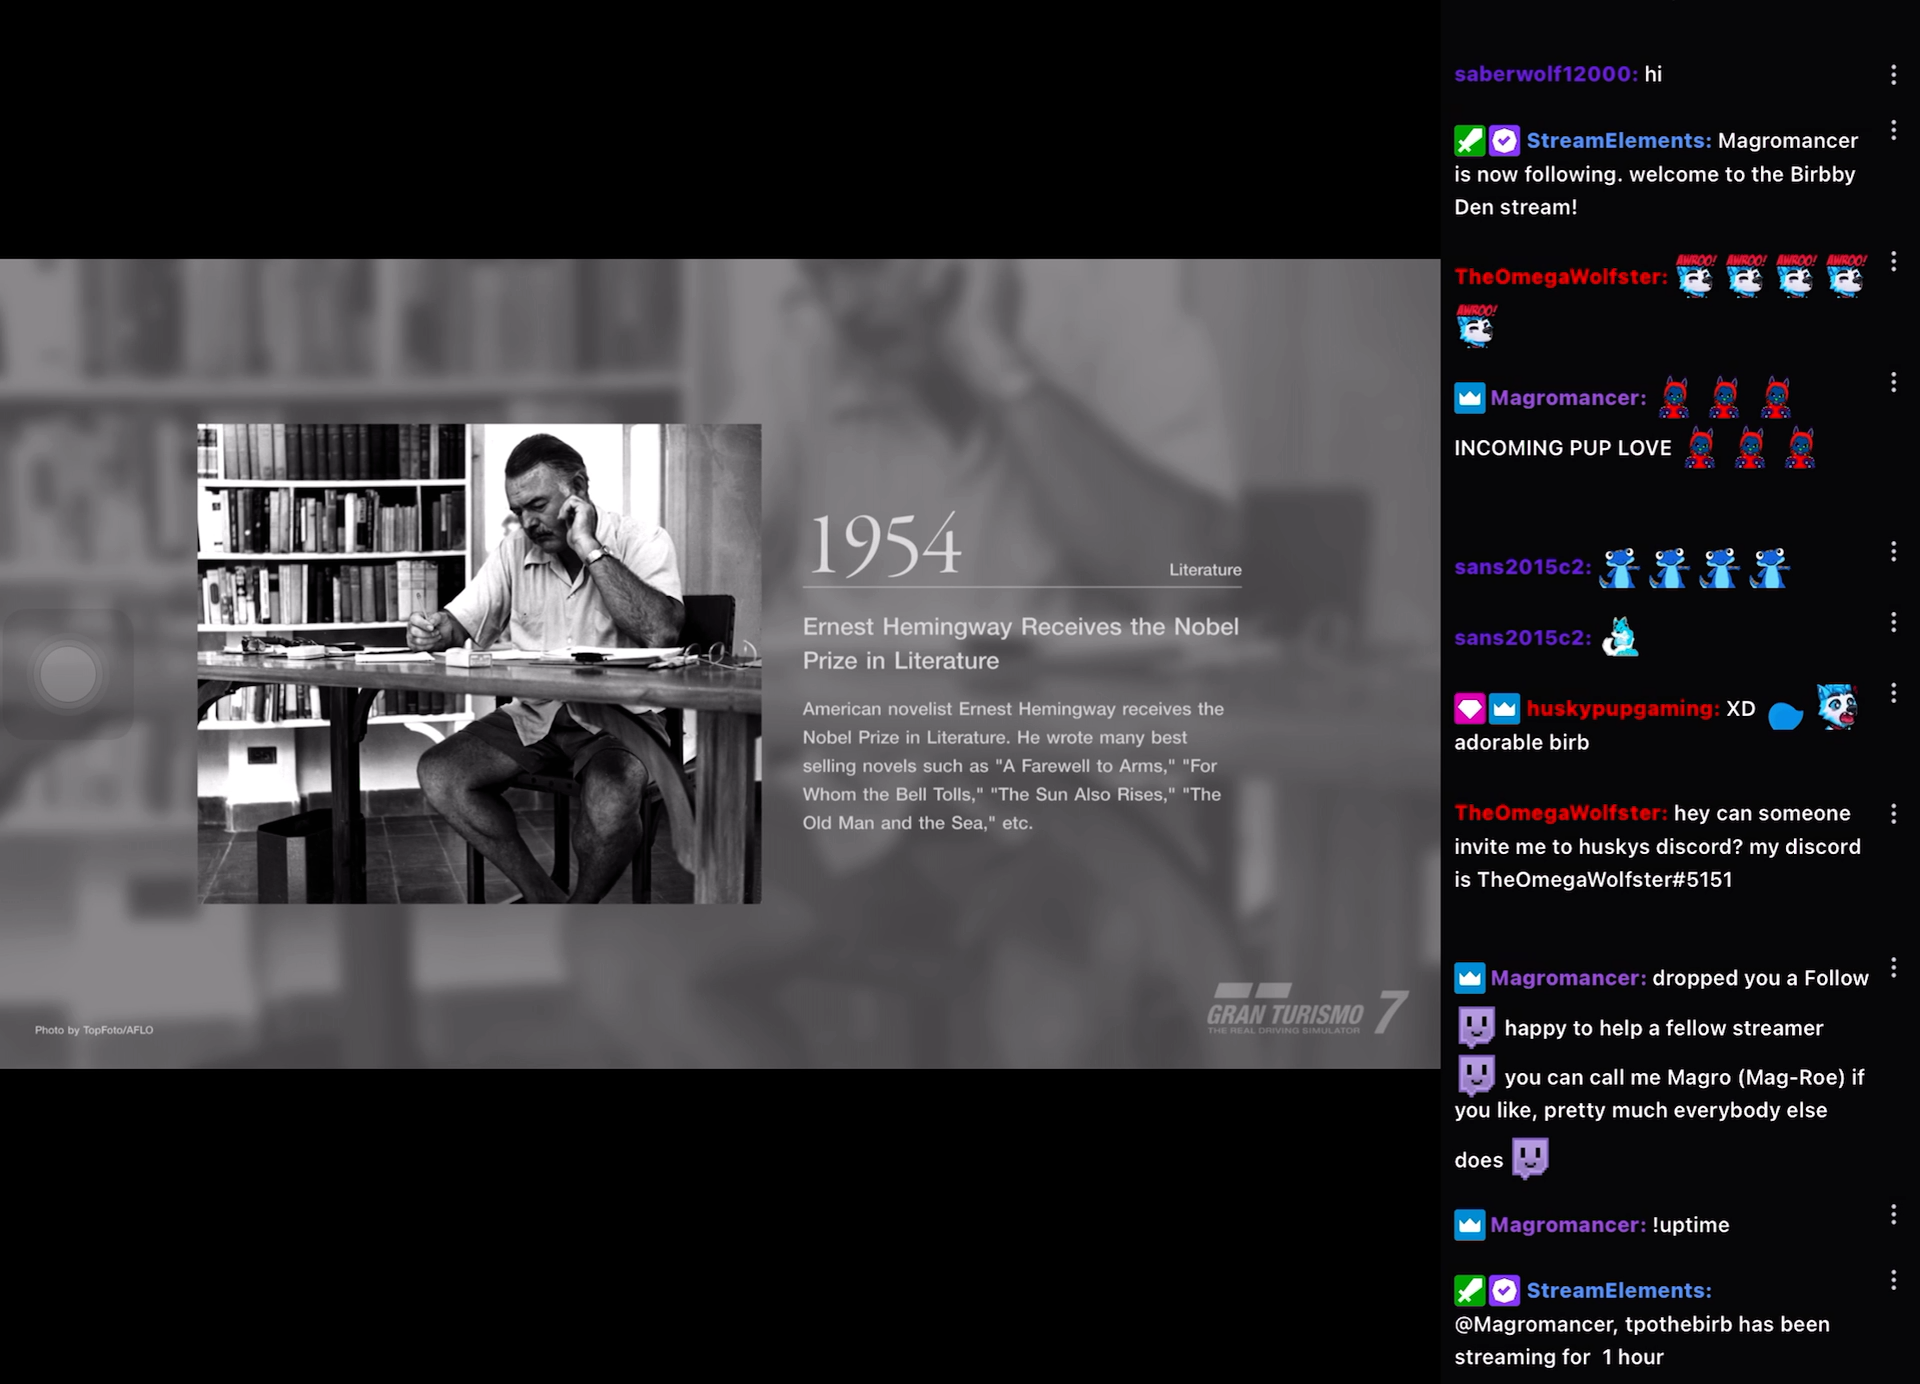 1954
Literature
Ernest Hemingway Receives the Nobel
Prize in Literature
American novelist Ernest Hemingway receives the
Nobel Prize in Literature. He wrote many best
selling novels such as "A Farewell to Arms," "For
Whom the Bell Tolls," "The Sun Also Rises," "The
Old Man and the Sea," etc.
Photo by TopFoto/AFLO
GRAN TURISMO 7
THE REAL DRIVING SIMULATOR
saberwolf12000: hi
StreamElements: Magromancer
is now following. welcome to the Birbby
Den stream!
TheOmegaWolfster: AWROO! AWROO! AWROO! AWROO!
AWROO!
Magromancer:
INCOMING PUP LOVE
sans2015c2:
sans2015c2:
huskypupgaming: XD
adorable birb
TheOmegaWolfster: hey can someone
invite me to huskys discord? my discord
is TheOmegaWolfster#5151
Magromancer: dropped you a Follow
happy to help a fellow streamer
you can call me Magro (Mag-Roe) if
you like, pretty much everybody else
does
Magromancer: !uptime
StreamElements:
@Magromancer, tpothebirb has been
streaming for 1 hour